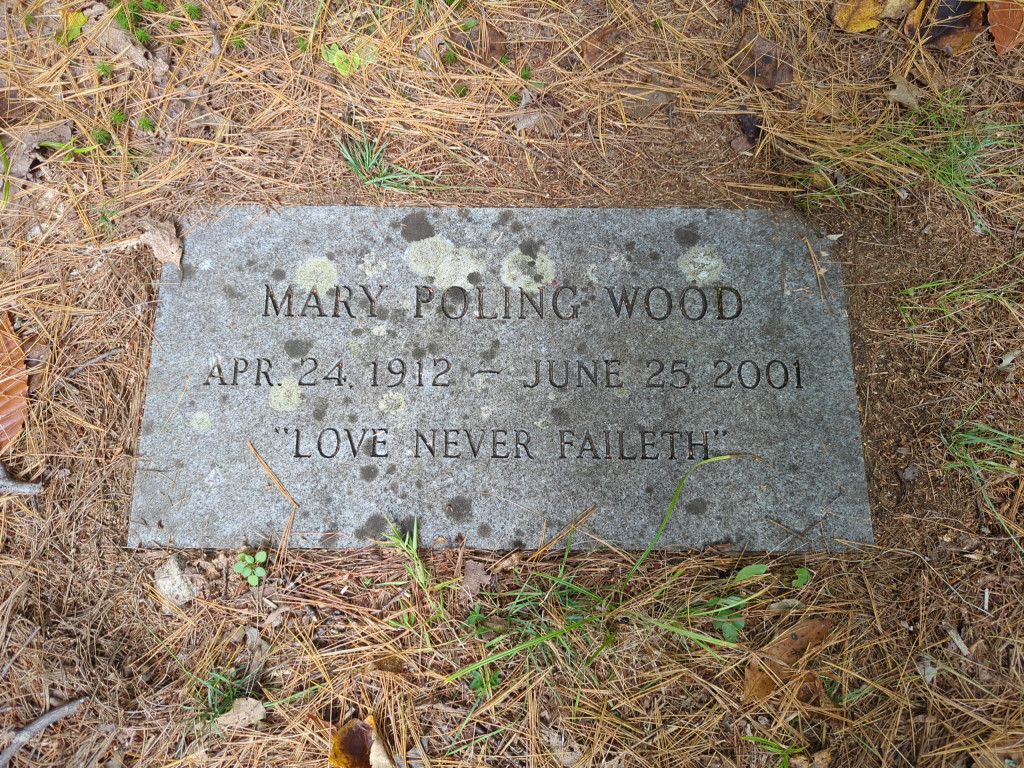 MARY POLING WOOD
APR. 24, 1912 – JUNE 25, 2001
"LOVE NEVER FAILETH"